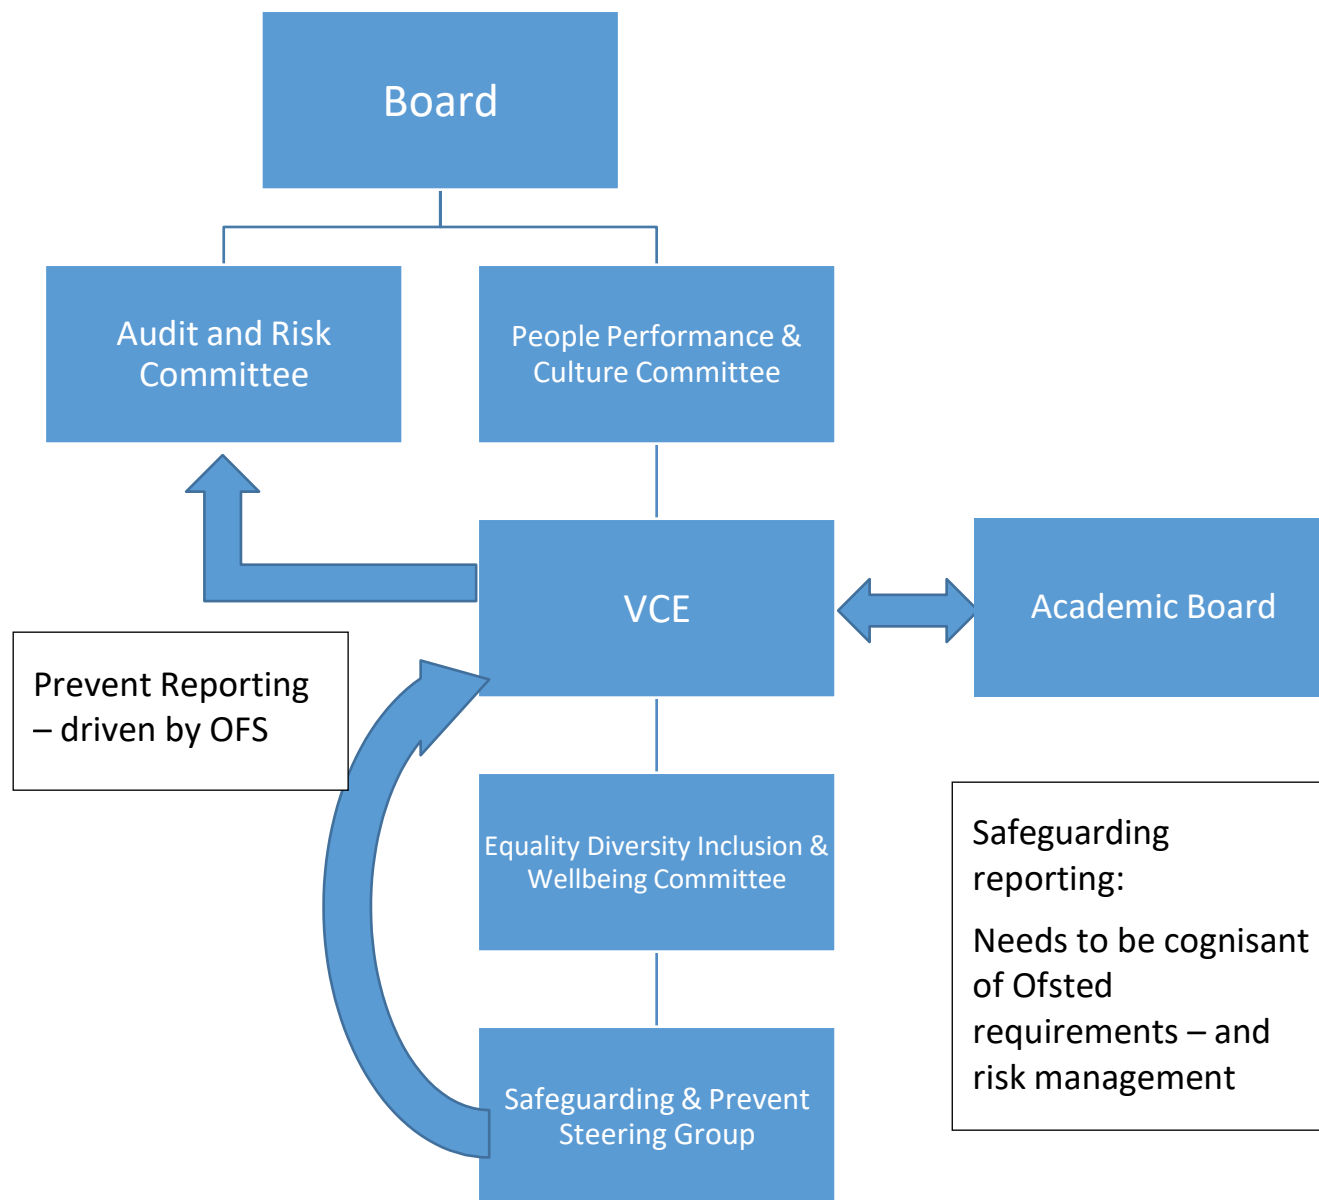 Board
Audit and Risk
Committee
People Performance &
Culture Committee
VCE
Academic Board
Prevent Reporting
– driven by OFS
Equality Diversity Inclusion &
Wellbeing Committee
Safeguarding
reporting:
Needs to be cognisant
of Ofsted
requirements – and
risk management
Safeguarding & Prevent
Steering Group